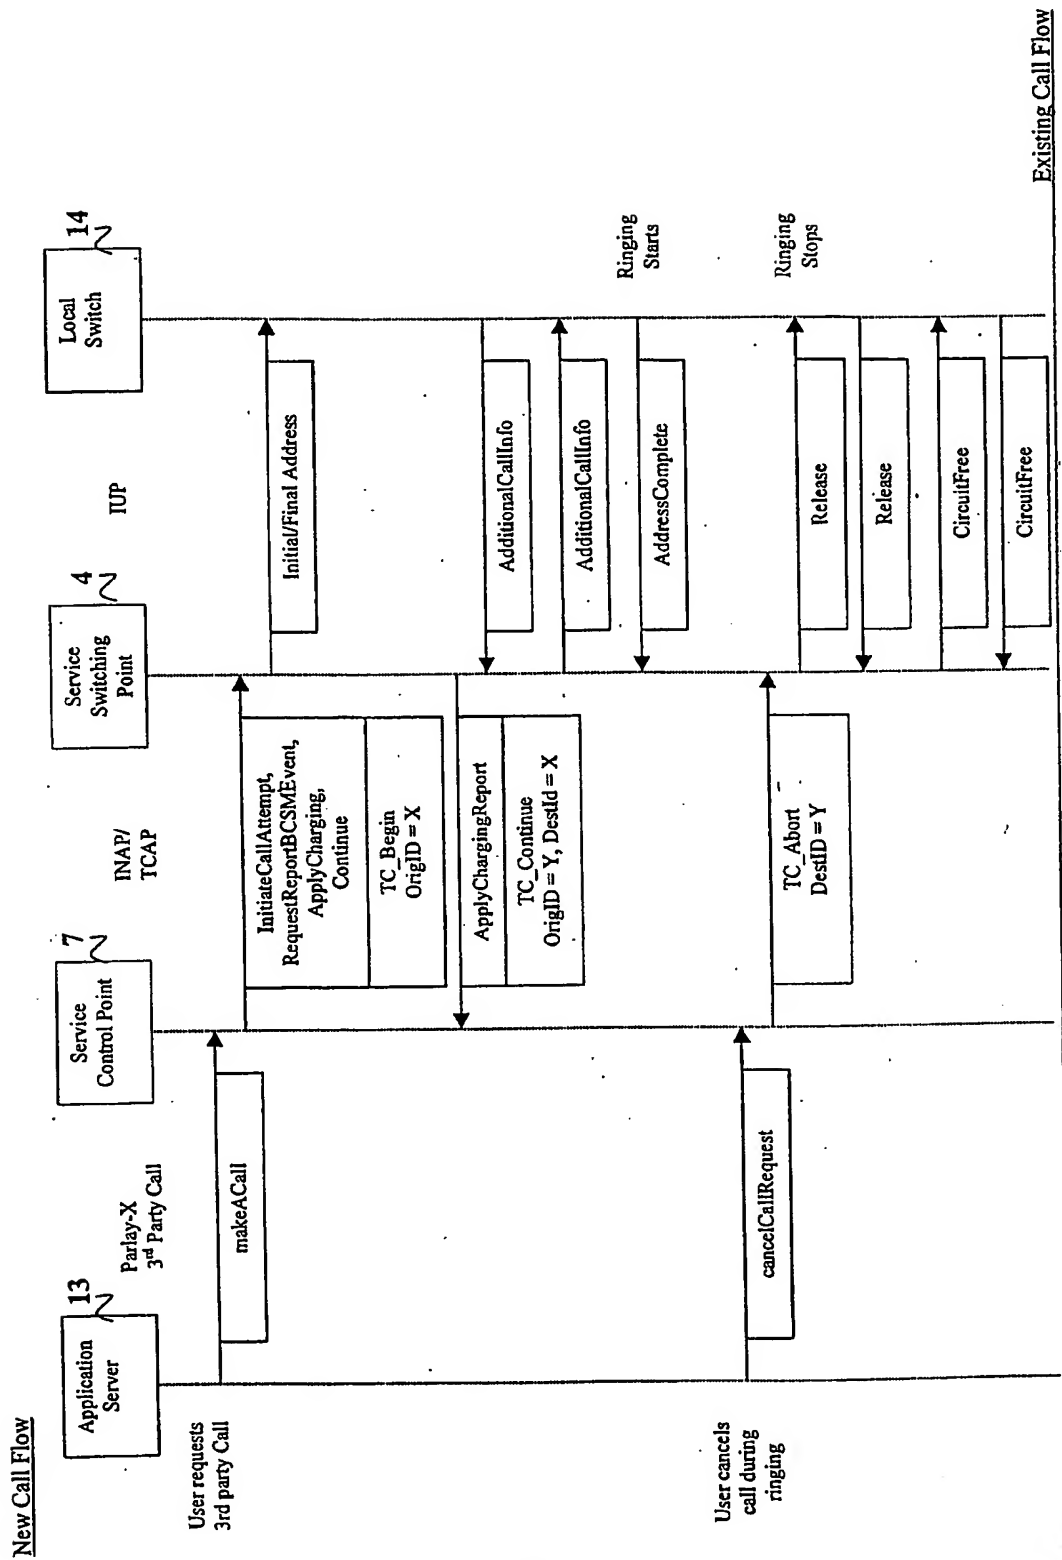 New Call Flow
Application
Server
13
Parlay-X
3rd Party Call
Service
Control Point
7
INAP/
TCAP
Service
Switching
Point
4
IUP
Local
Switch
14
User requests
3rd party Call
makeACall
InitiateCallAttempt,
RequestReportBCSMEvent,
ApplyCharging,
Continue
TC_Begin
OrigID = X
Initial/Final Address
ApplyChargingReport
TC_Continue
OrigID = Y, DestId = X
AdditionalCallInfo
AdditionalCallInfo
AddressComplete
Ringing
Starts
User cancels
call during
ringing
cancelCallRequest
TC_Abort
DestID = Y
Release
Ringing
Stops
Release
CircuitFree
CircuitFree
Existing Call Flow